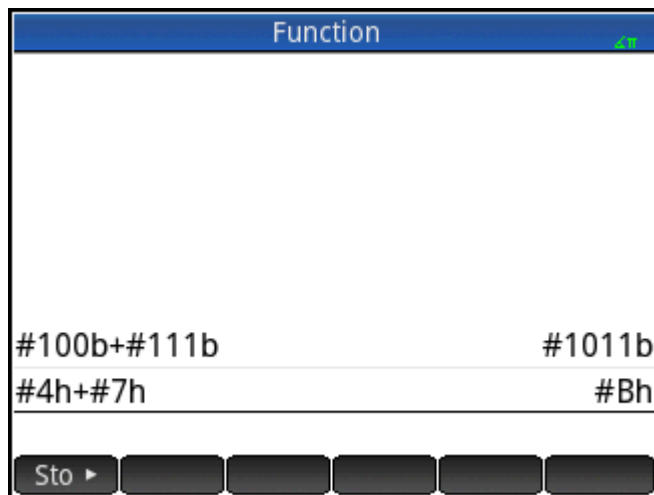 Function
∡π
#100b+#111b #1011b
#4h+#7h #Bh
Sto ▸